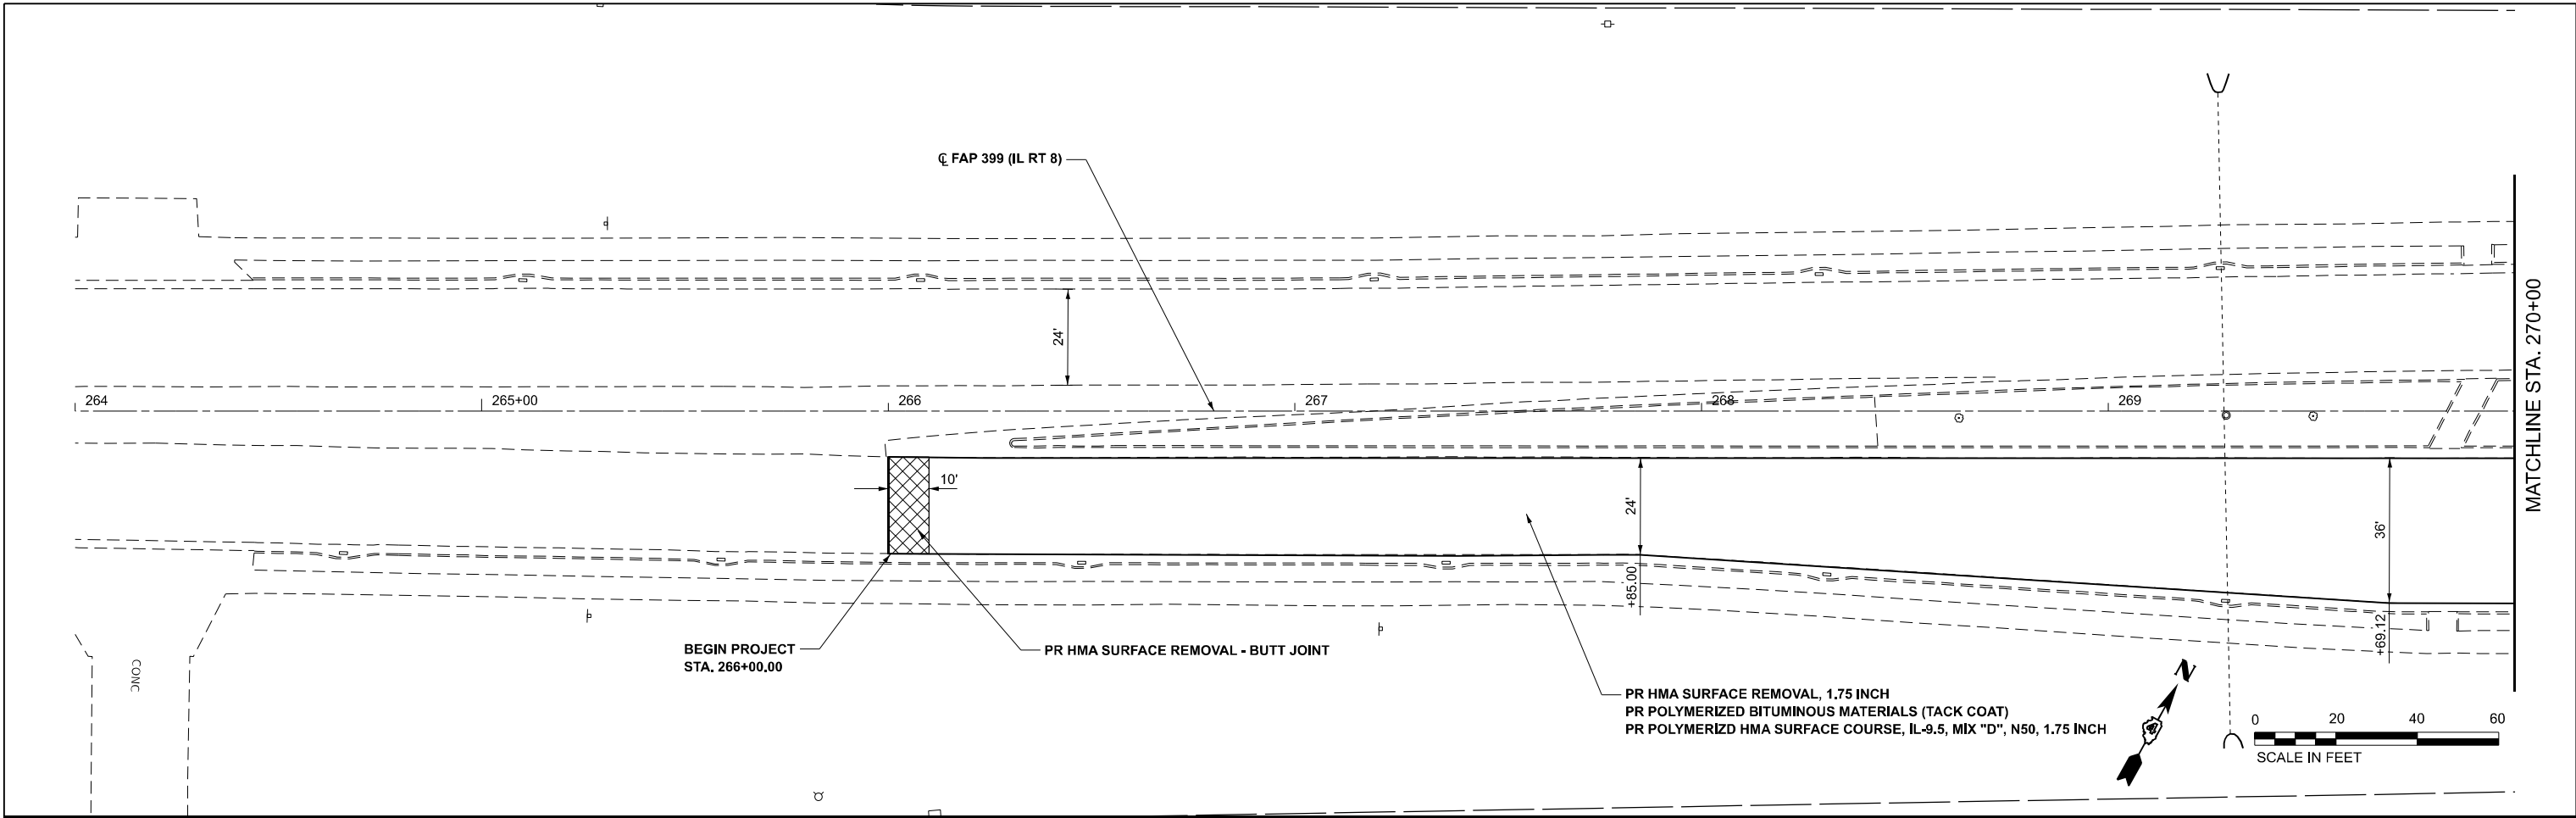 ℄ FAP 399 (IL RT 8)
24'
264
265+00
266
267
268
269
MATCHLINE STA. 270+00
10'
24'
36'
+85.00
+69.12
BEGIN PROJECT
STA. 266+00.00
PR HMA SURFACE REMOVAL - BUTT JOINT
CONC
PR HMA SURFACE REMOVAL, 1.75 INCH
PR POLYMERIZED BITUMINOUS MATERIALS (TACK COAT)
PR POLYMERIZD HMA SURFACE COURSE, IL-9.5, MIX "D", N50, 1.75 INCH
N
0 20 40 60
SCALE IN FEET